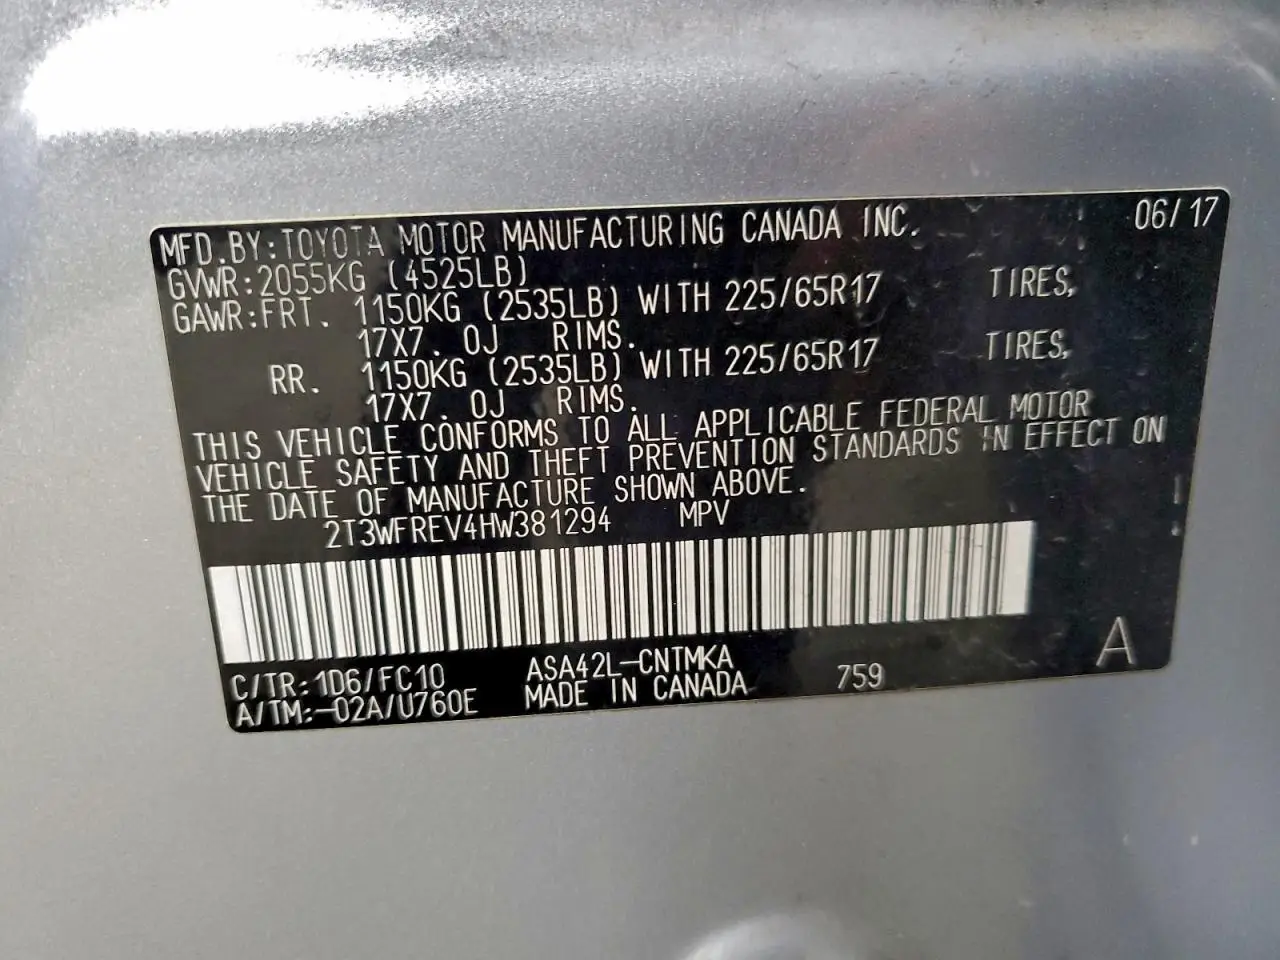 MFD.BY:TOYOTA MOTOR MANUFACTURING CANADA INC. 06/17
GVWR:2055KG (4525LB)
GAWR:FRT. 1150KG (2535LB) WITH 225/65R17 TIRES,
17X7.0J RIMS.
RR. 1150KG (2535LB) WITH 225/65R17 TIRES,
17X7.0J RIMS.
THIS VEHICLE CONFORMS TO ALL APPLICABLE FEDERAL MOTOR
VEHICLE SAFETY AND THEFT PREVENTION STANDARDS IN EFFECT ON
THE DATE OF MANUFACTURE SHOWN ABOVE.
2T3WFREV4HW381294 MPV
C/TR:1D6/FC10 ASA42L-CNTMKA 759 A
A/TM:-02A/U760E MADE IN CANADA